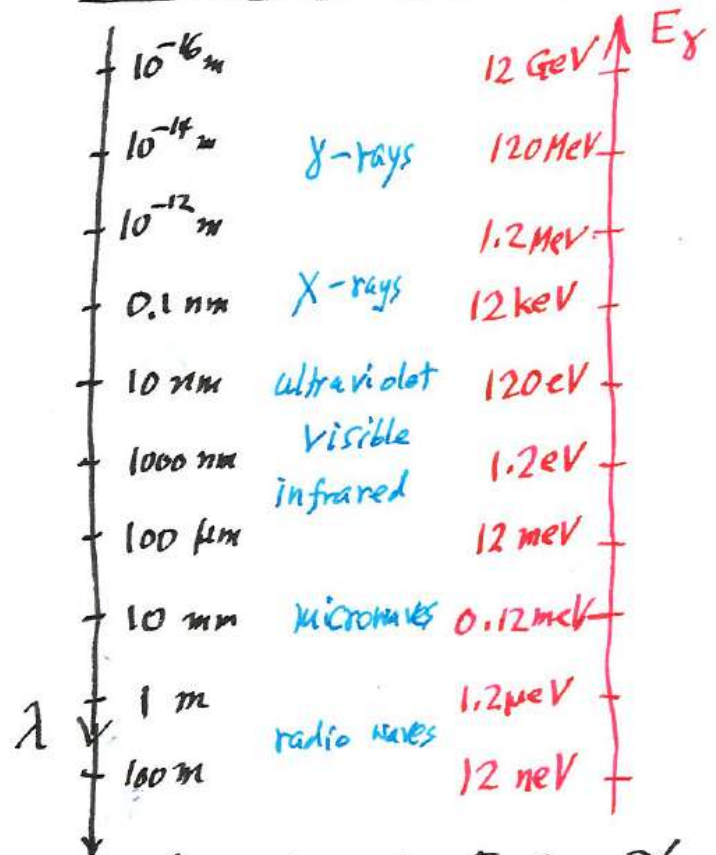 10⁻¹⁶ m 12 GeV E_γ
10⁻¹⁴ m γ-rays 120 MeV
10⁻¹² m 1.2 MeV
0.1 nm X-rays 12 keV
10 nm ultraviolet 120 eV
visible
1000 nm 1.2 eV
infrared
100 μm 12 meV
10 mm microwaves 0.12 meV
1 m 1.2 μeV
λ radio waves
100 m 12 neV